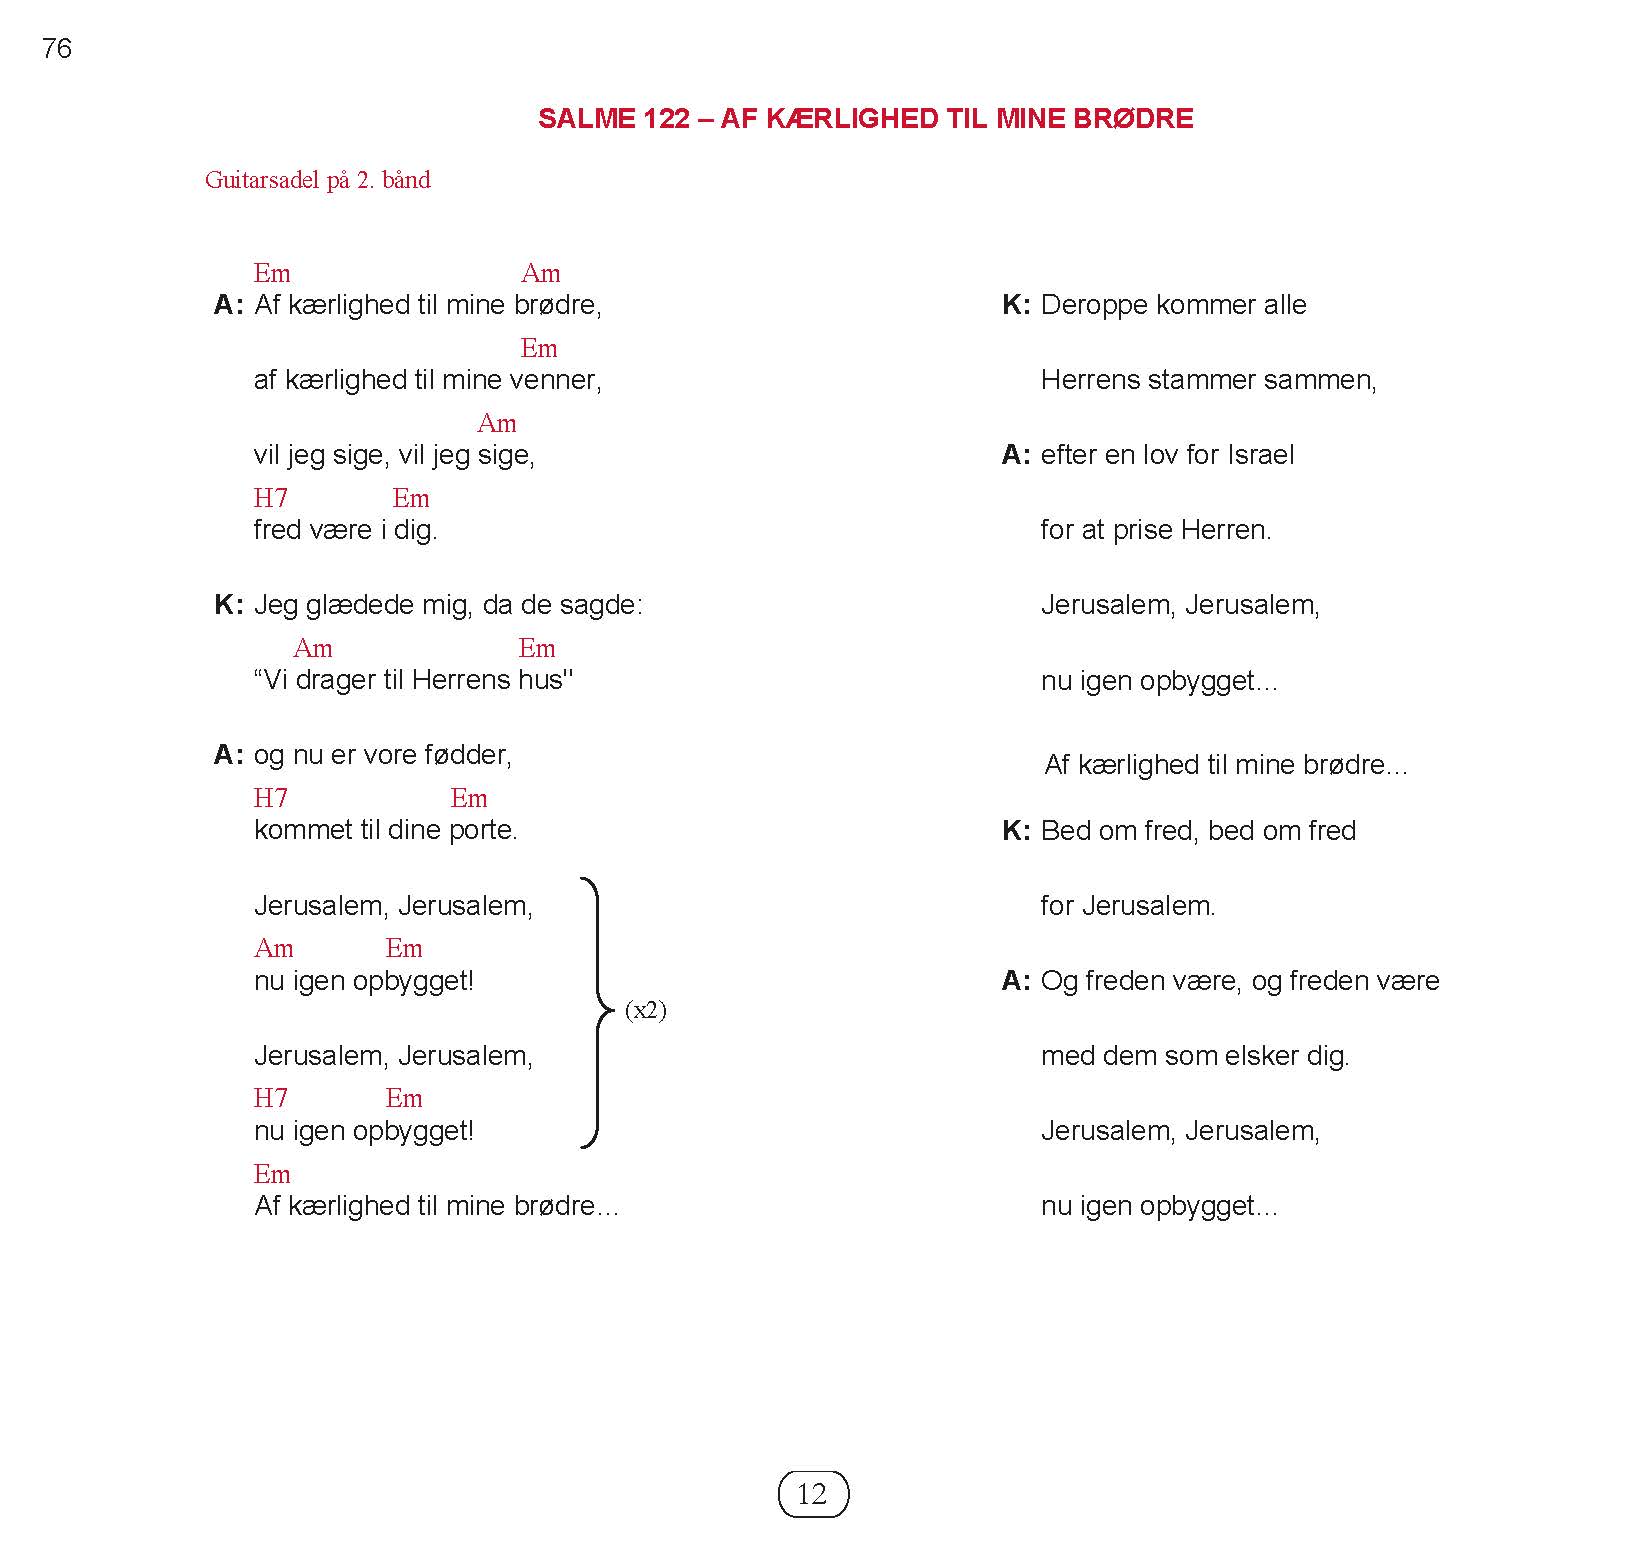 76
SALME 122 – AF KÆRLIGHED TIL MINE BRØDRE
Guitarsadel på 2. bånd
Em Am
A: Af kærlighed til mine brødre,
Em
af kærlighed til mine venner,
Am
vil jeg sige, vil jeg sige,
H7 Em
fred være i dig.
K: Jeg glædede mig, da de sagde:
Am Em
“Vi drager til Herrens hus"
A: og nu er vore fødder,
H7 Em
kommet til dine porte.
Jerusalem, Jerusalem,
Am Em
nu igen opbygget!
(x2)
Jerusalem, Jerusalem,
H7 Em
nu igen opbygget!
Em
Af kærlighed til mine brødre...
K: Deroppe kommer alle
Herrens stammer sammen,
A: efter en lov for Israel
for at prise Herren.
Jerusalem, Jerusalem,
nu igen opbygget...
Af kærlighed til mine brødre...
K: Bed om fred, bed om fred
for Jerusalem.
A: Og freden være, og freden være
med dem som elsker dig.
Jerusalem, Jerusalem,
nu igen opbygget...
12